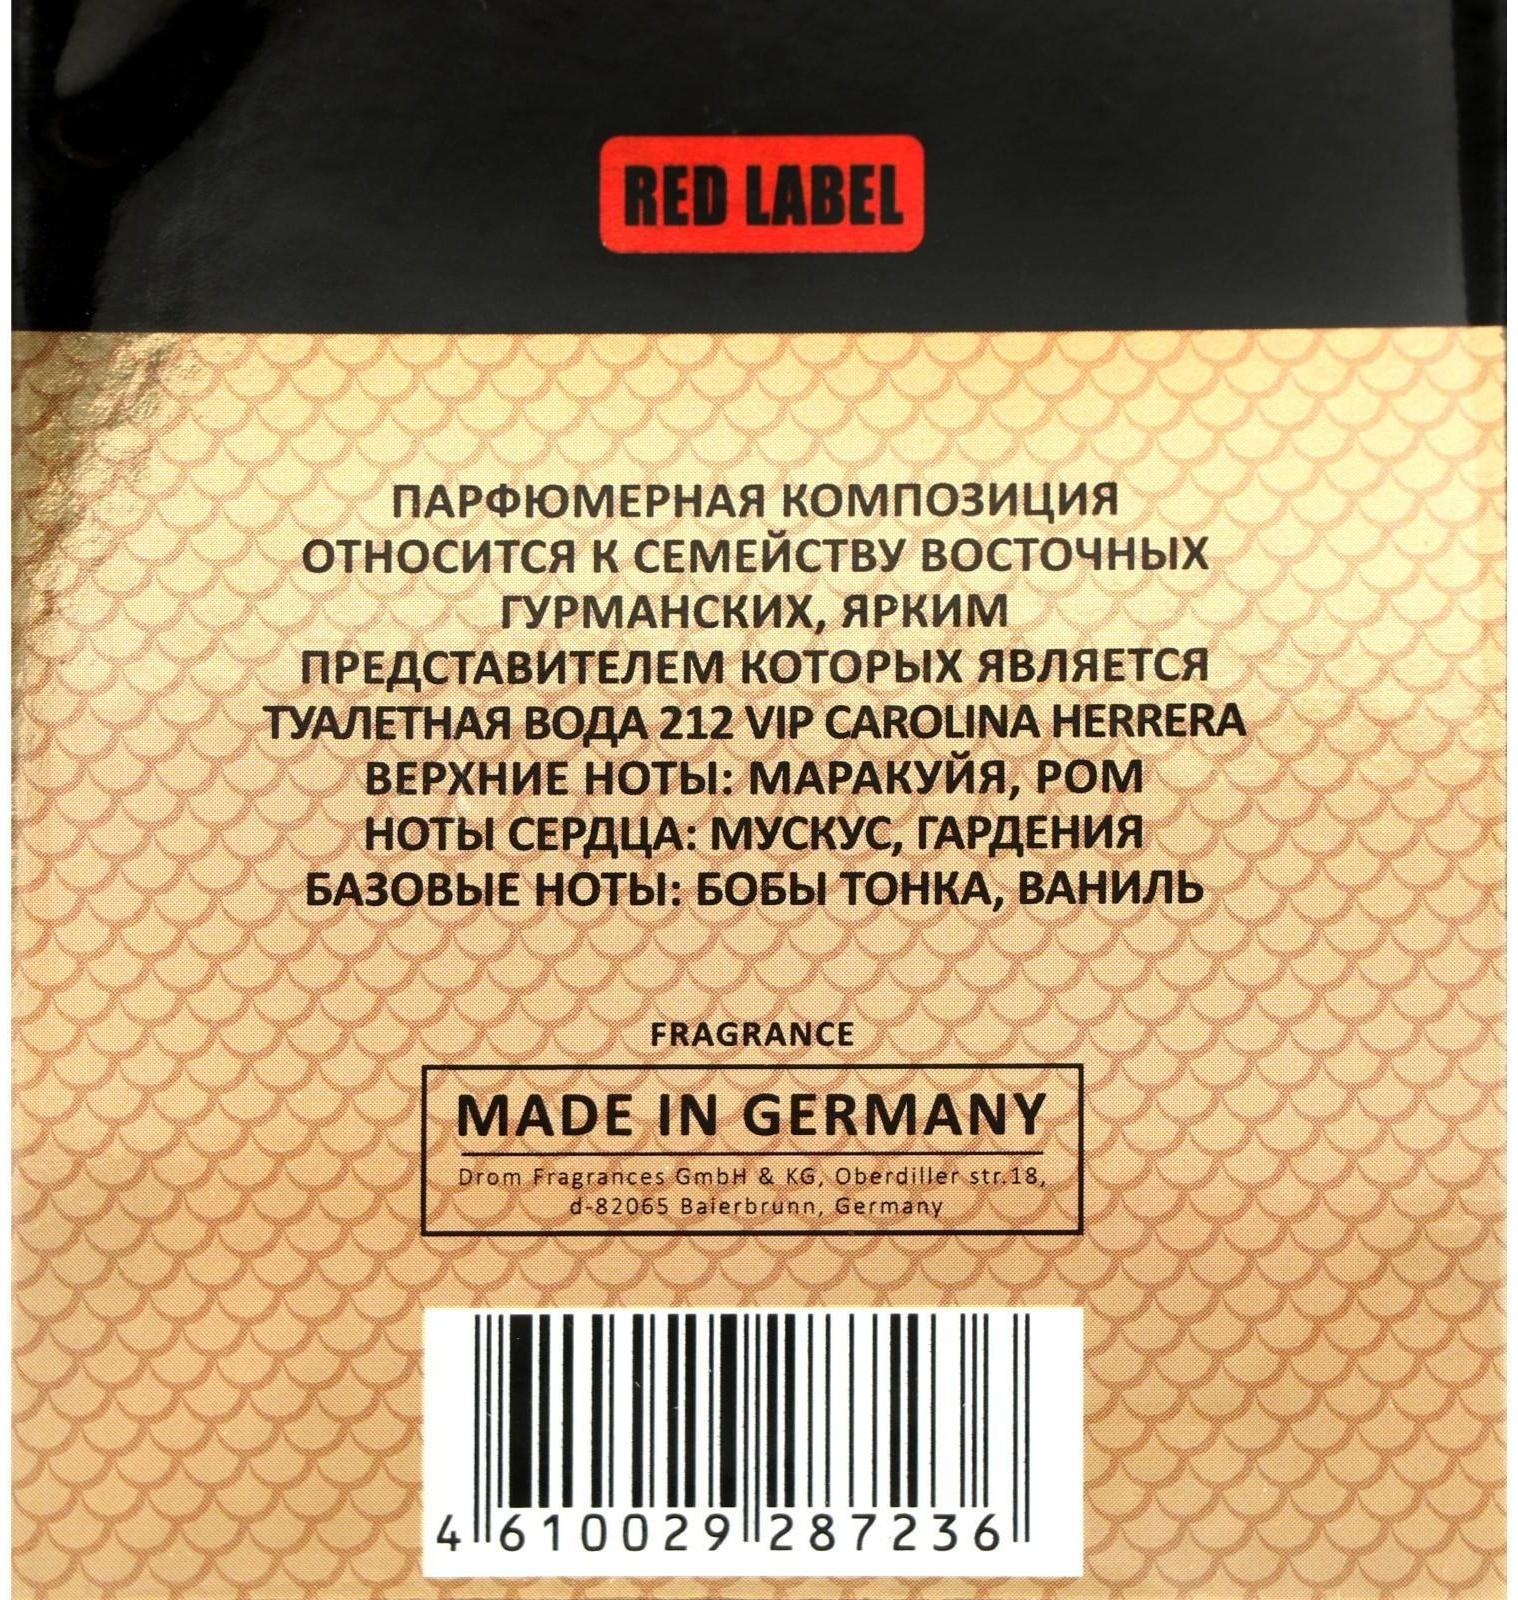 RED LABEL
ПАРФЮМЕРНАЯ КОМПОЗИЦИЯ
ОТНОСИТСЯ К СЕМЕЙСТВУ ВОСТОЧНЫХ
ГУРМАНСКИХ, ЯРКИМ
ПРЕДСТАВИТЕЛЕМ КОТОРЫХ ЯВЛЯЕТСЯ
ТУАЛЕТНАЯ ВОДА 212 VIP CAROLINA HERRERA
ВЕРХНИЕ НОТЫ: МАРАКУЙЯ, РОМ
НОТЫ СЕРДЦА: МУСКУС, ГАРДЕНИЯ
БАЗОВЫЕ НОТЫ: БОБЫ ТОНКА, ВАНИЛЬ
FRAGRANCE
MADE IN GERMANY
Drom Fragrances GmbH & KG, Oberdiller str.18,
d-82065 Baierbrunn, Germany
4 610029 287236